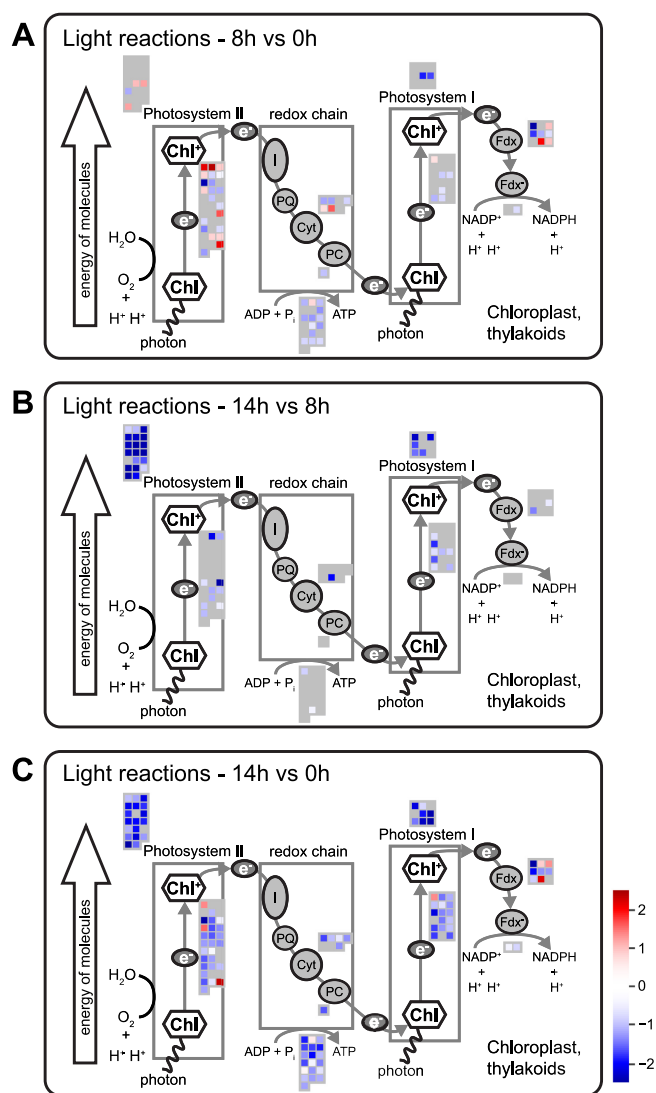 A
Light reactions - 8h vs 0h
energy of molecules
Photosystem II
redox chain
Photosystem I
Chl⁺
e⁻
I
PQ
Cyt
PC
e⁻
Chl
e⁻
Chl⁺
e⁻
Chl
e⁻
Fdx
Fdx⁻
H₂O
O₂
+
H⁺ H⁺
photon
ADP + Pᵢ
ATP
photon
NADP⁺
+
H⁺ H⁺
NADPH
+
H⁺
Chloroplast,
thylakoids
B
Light reactions - 14h vs 8h
energy of molecules
Photosystem II
redox chain
Photosystem I
Chl⁺
e⁻
I
PQ
Cyt
PC
e⁻
Chl
e⁻
Chl⁺
e⁻
Chl
e⁻
Fdx
Fdx⁻
H₂O
O₂
+
H⁺ H⁺
photon
ADP + Pᵢ
ATP
photon
NADP⁺
+
H⁺ H⁺
NADPH
+
H⁺
Chloroplast,
thylakoids
C
Light reactions - 14h vs 0h
energy of molecules
Photosystem II
redox chain
Photosystem I
Chl⁺
e⁻
I
PQ
Cyt
PC
e⁻
Chl
e⁻
Chl⁺
e⁻
Chl
e⁻
Fdx
Fdx⁻
H₂O
O₂
+
H⁺ H⁺
photon
ADP + Pᵢ
ATP
photon
NADP⁺
+
H⁺ H⁺
NADPH
+
H⁺
Chloroplast,
thylakoids
2
1
0
−1
−2